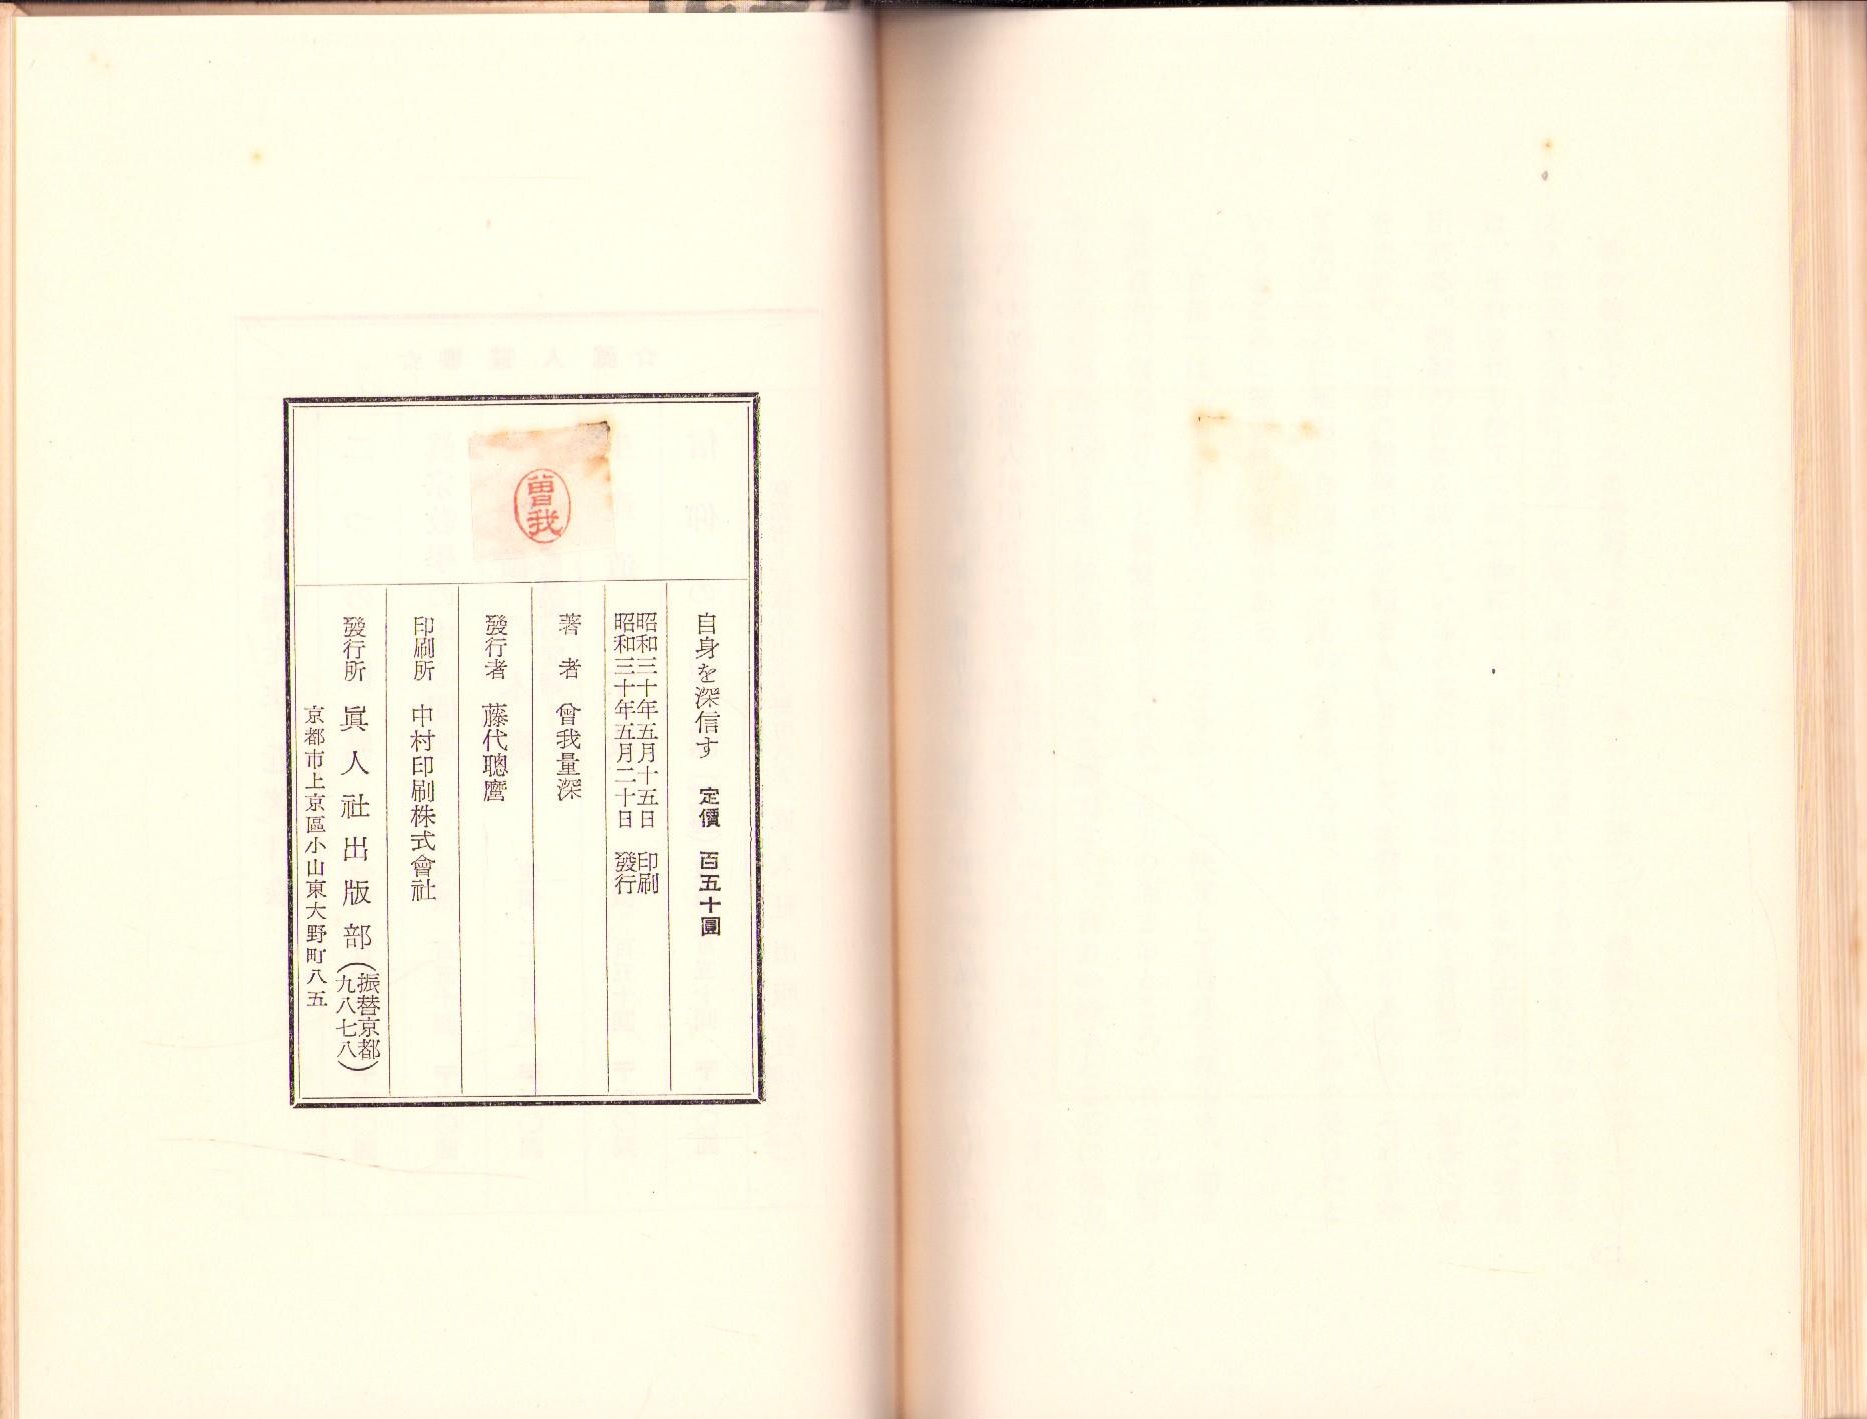 曾我
自身を深信す　定價　百五十圓
昭和三十年五月十五日　印刷
昭和三十年五月二十日　發行
著　者　曾我量深
發行者　藤代聰麿
印刷所　中村印刷株式會社
發行所　眞人社出版部（振替京都九八七八）
京都市上京區小山東大野町八五